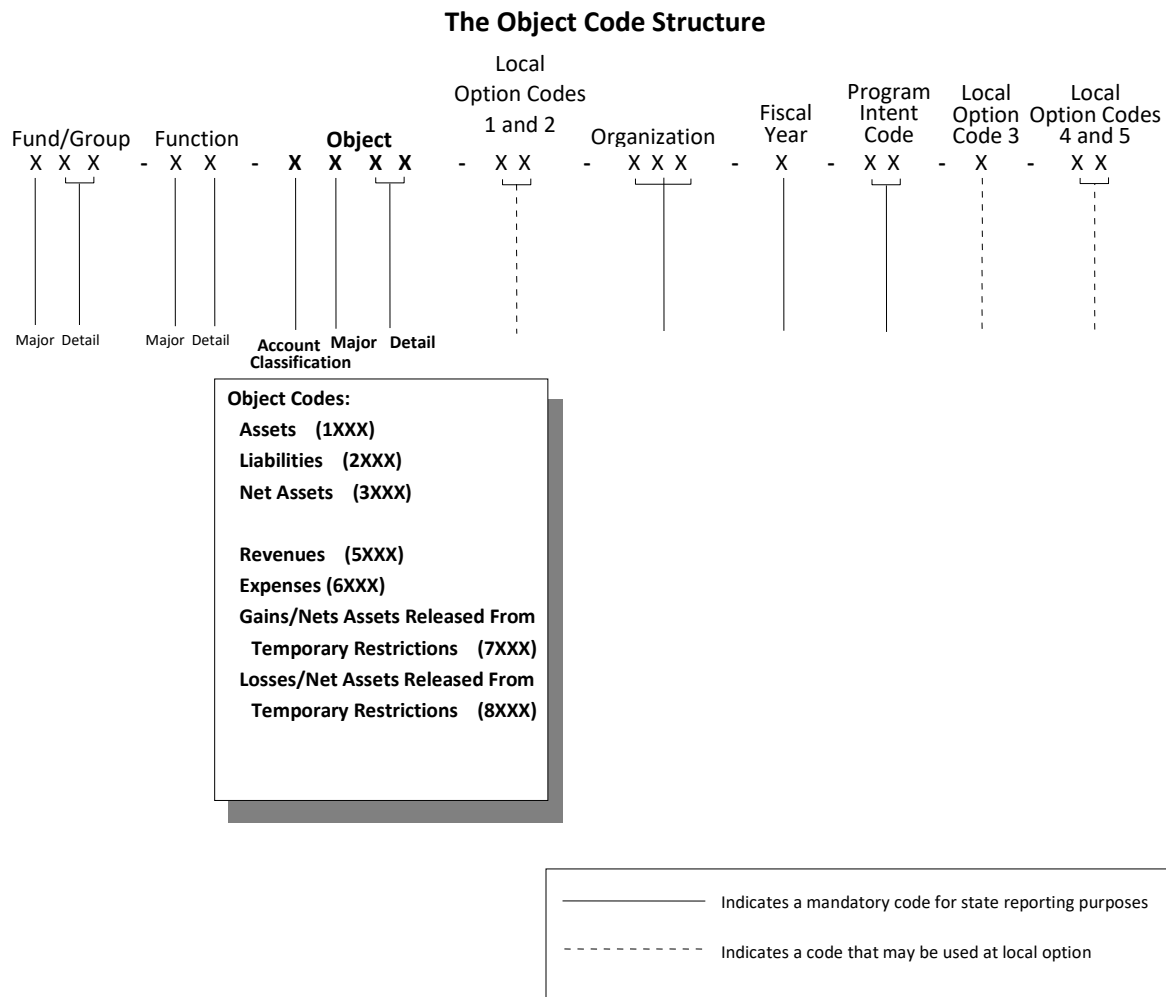 The Object Code Structure
Fund/Group
Function
Object
Local
Option Codes
1 and 2
Organization
Fiscal
Year
Program
Intent
Code
Local
Option
Code 3
Local
Option Codes
4 and 5
X X X - X X - X X X X - X X - X X X - X - X X - X - X X
Major Detail
Major Detail
Account
Classification
Major
Detail
Object Codes:
Assets (1XXX)
Liabilities (2XXX)
Net Assets (3XXX)
Revenues (5XXX)
Expenses (6XXX)
Gains/Nets Assets Released From
Temporary Restrictions (7XXX)
Losses/Net Assets Released From
Temporary Restrictions (8XXX)
Indicates a mandatory code for state reporting purposes
Indicates a code that may be used at local option